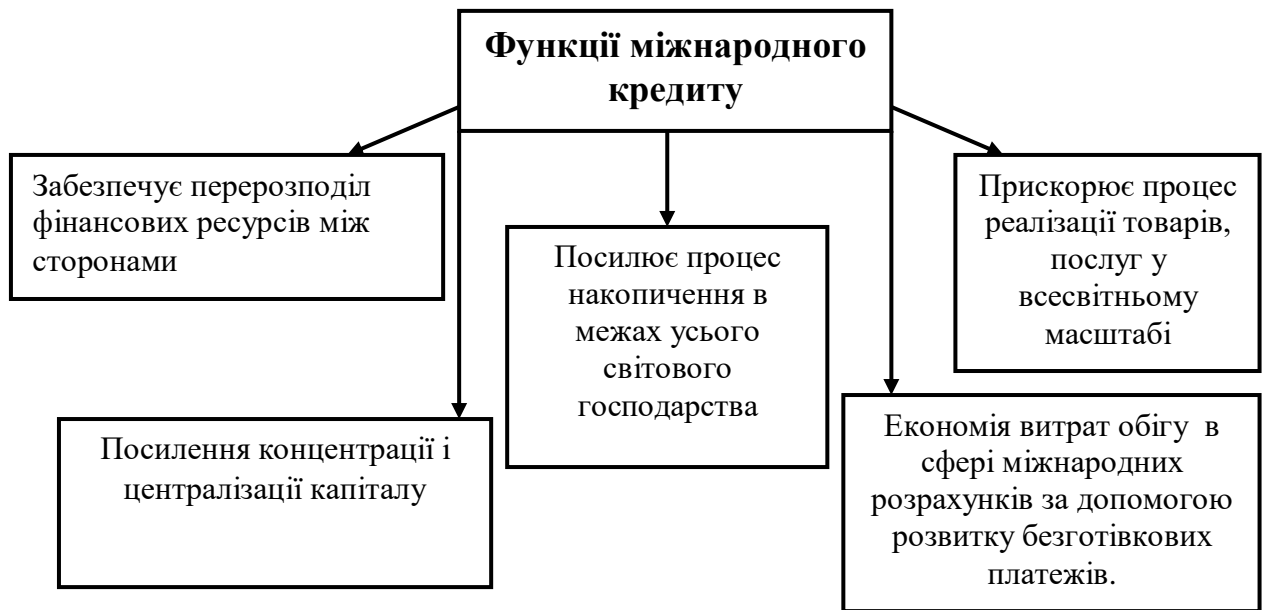 Функції міжнародного
кредиту
Забезпечує перерозподіл
фінансових ресурсів між
сторонами
Посилює процес
накопичення в
межах усього
світового
господарства
Прискорює процес
реалізації товарів,
послуг у
всесвітньому
масштабі
Посилення концентрації і
централізації капіталу
Економія витрат обігу в
сфері міжнародних
розрахунків за допомогою
розвитку безготівкових
платежів.